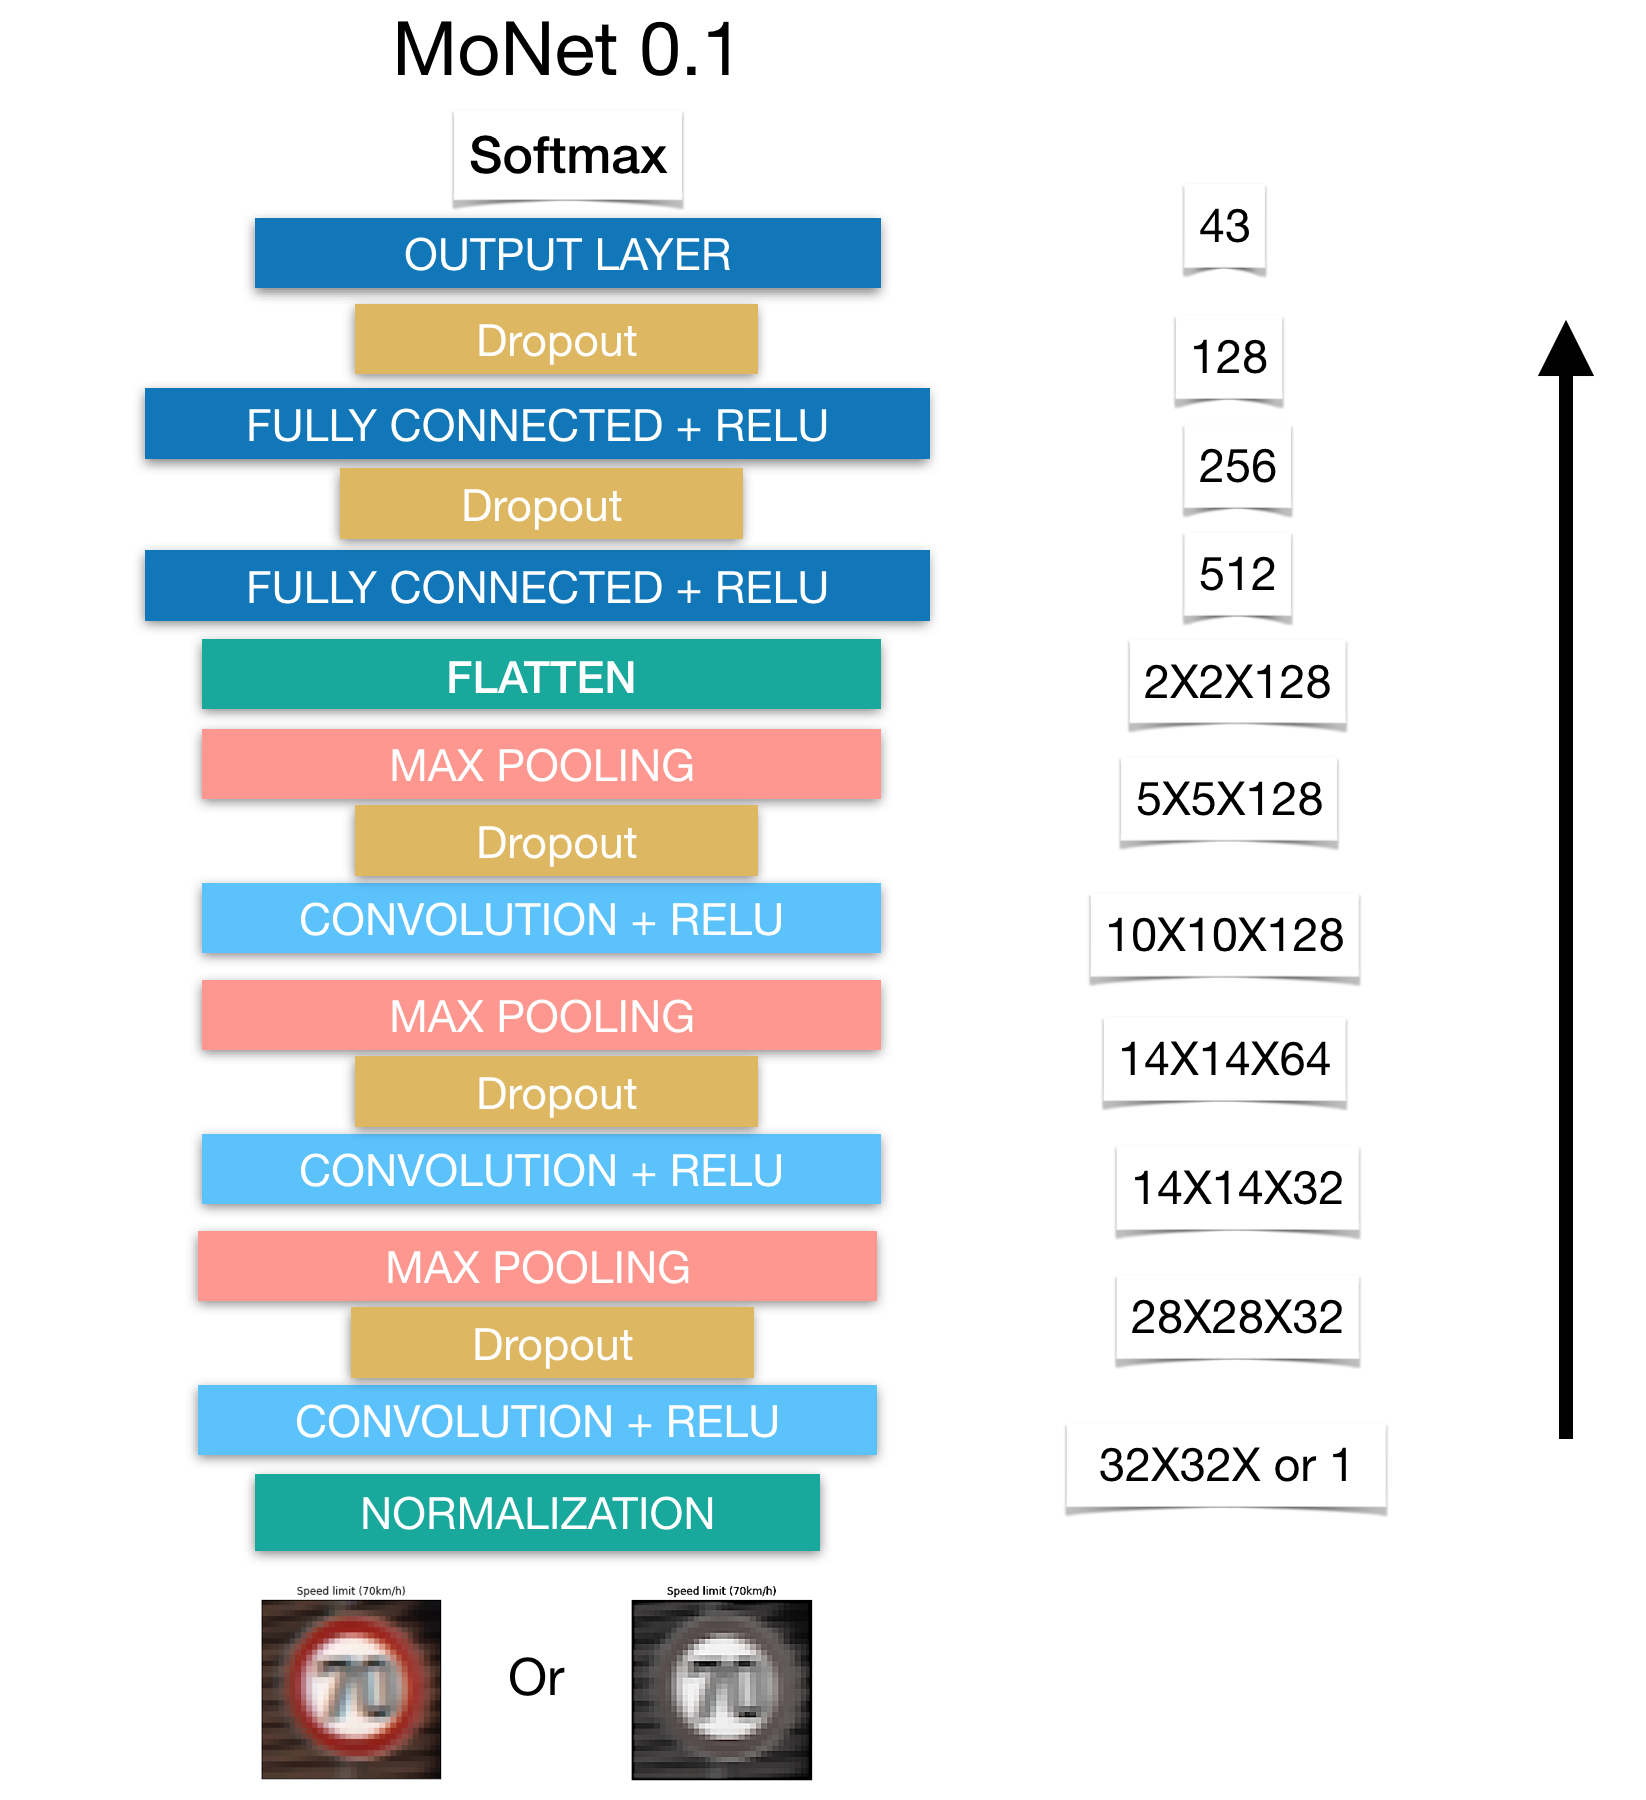 MoNet 0.1
Softmax
OUTPUT LAYER
43
Dropout
128
FULLY CONNECTED + RELU
256
Dropout
FULLY CONNECTED + RELU
512
FLATTEN
2X2X128
MAX POOLING
5X5X128
Dropout
CONVOLUTION + RELU
10X10X128
MAX POOLING
14X14X64
Dropout
CONVOLUTION + RELU
14X14X32
MAX POOLING
28X28X32
Dropout
CONVOLUTION + RELU
32X32X or 1
NORMALIZATION
Speed limit (70km/h)
Speed limit (70km/h)
70
Or
70